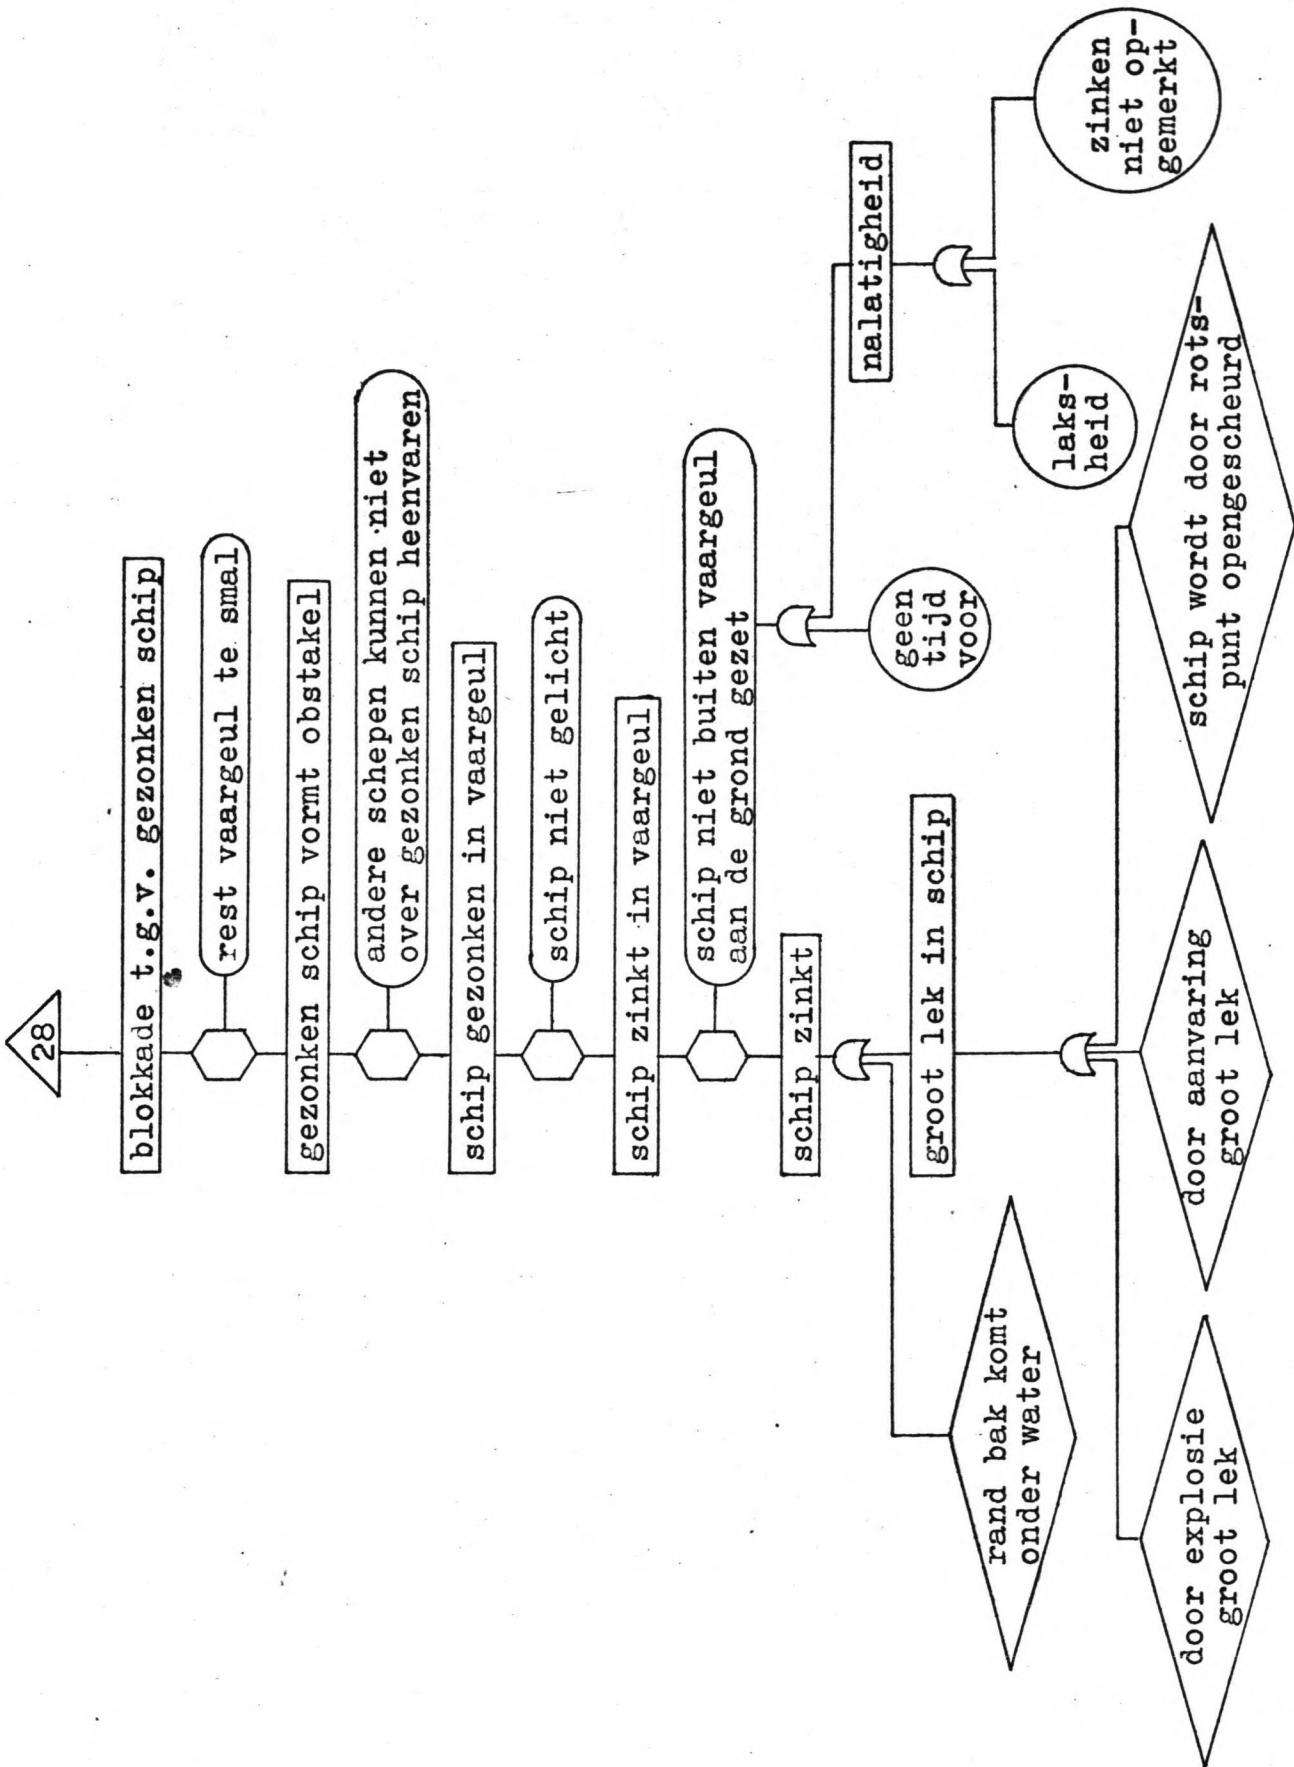 28
blokkade t.g.v. gezonken schip
rest vaargeul te smal
gezonken schip vormt obstakel
andere schepen kunnen niet
over gezonken schip heenvaren
schip gezonken in vaargeul
schip niet gelicht
schip zinkt in vaargeul
schip niet buiten vaargeul
aan de grond gezet
schip zinkt
geen
tijd
voor
nalatigheid
groot lek in schip
rand bak komt
onder water
laks-
heid
zinken
niet op-
gemerkt
door explosie
groot lek
door aanvaring
groot lek
schip wordt door rots-
punt opengescheurd